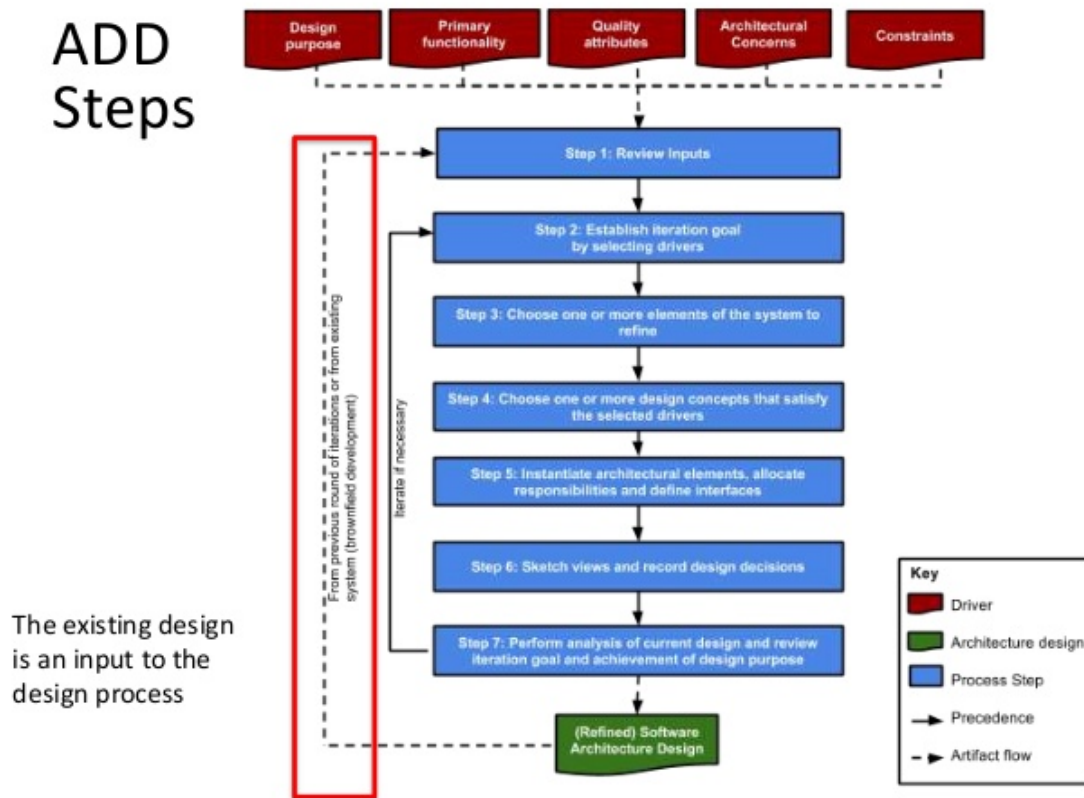 ADD
Steps
Design
purpose
Primary
functionality
Quality
attributes
Architectural
Concerns
Constraints
Step 1: Review Inputs
Step 2: Establish iteration goal
by selecting drivers
Step 3: Choose one or more elements of the system to
refine
Step 4: Choose one or more design concepts that satisfy
the selected drivers
Step 5: Instantiate architectural elements, allocate
responsibilities and define interfaces
Step 6: Sketch views and record design decisions
Step 7: Perform analysis of current design and review
iteration goal and achievement of design purpose
(Refined) Software
Architecture Design
From previous round of iterations or from existing
system (brownfield development)
Iterate if necessary
The existing design
is an input to the
design process
Key
Driver
Architecture design
Process Step
Precedence
Artifact flow